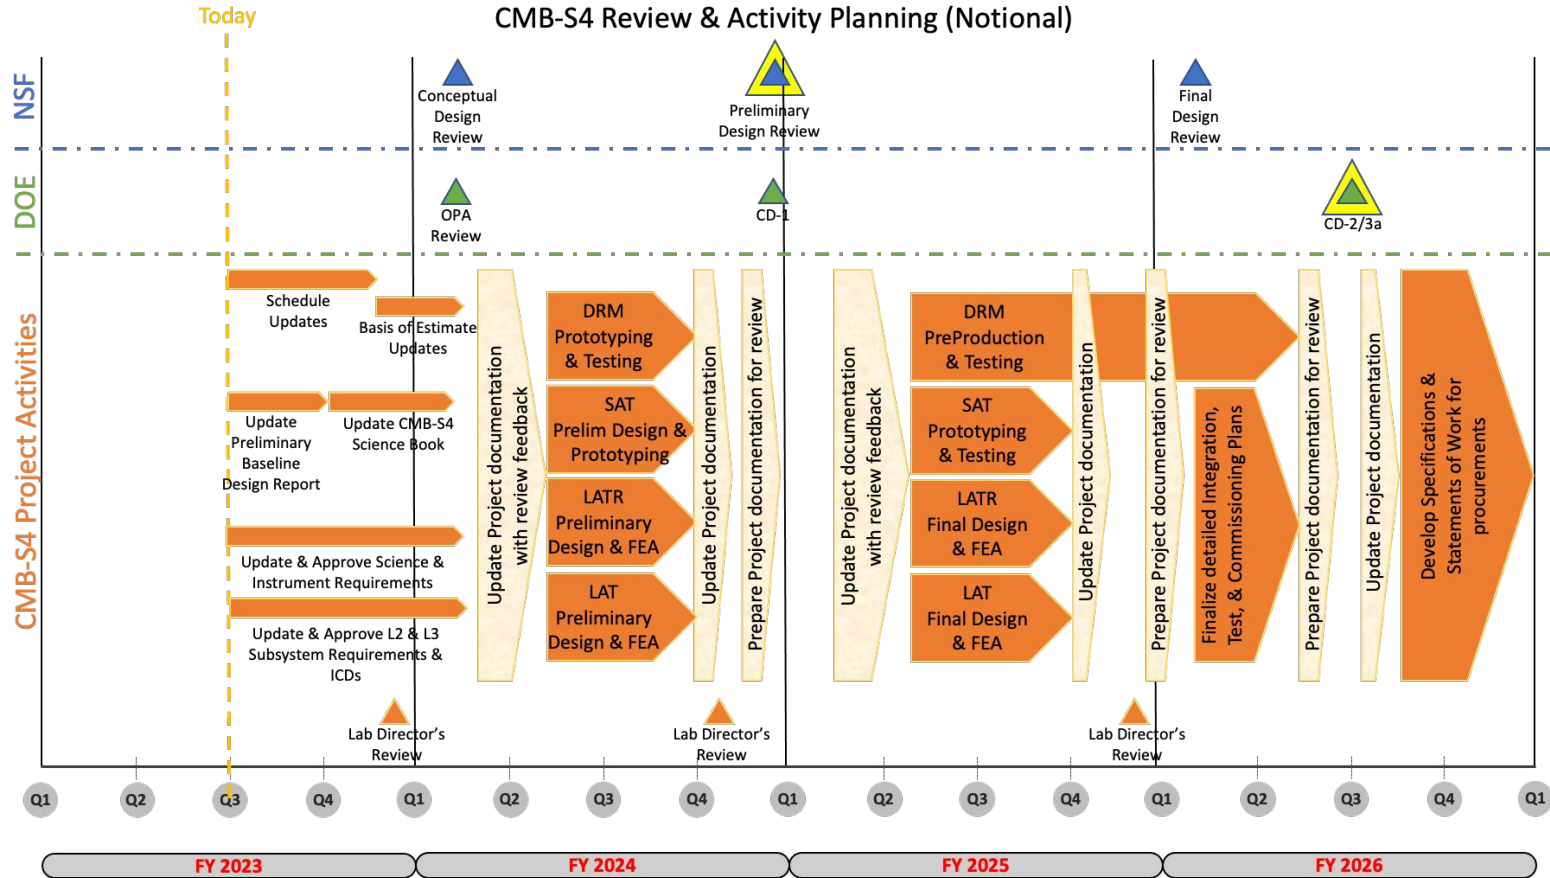 Today
CMB-S4 Review & Activity Planning (Notional)
NSF
Conceptual
Design
Review
Preliminary
Design Review
Final
Design
Review
DOE
OPA
Review
CD-1
CD-2/3a
CMB-S4 Project Activities
Schedule
Updates
Basis of Estimate
Updates
Update
Preliminary
Baseline
Design Report
Update CMB-S4
Science Book
Update & Approve Science &
Instrument Requirements
Update & Approve L2 & L3
Subsystem Requirements &
ICDs
Update Project documentation
with review feedback
DRM
Prototyping
& Testing
SAT
Prelim Design &
Prototyping
LATR
Preliminary
Design & FEA
LAT
Preliminary
Design & FEA
Update Project documentation
Prepare Project documentation for review
Update Project documentation
with review feedback
DRM
PreProduction
& Testing
SAT
Prototyping
& Testing
LATR
Final Design
& FEA
LAT
Final Design
& FEA
Update Project documentation
Prepare Project documentation for review
Finalize detailed Integration,
Test, & Commissioning Plans
Prepare Project documentation for review
Update Project documentation
Develop Specifications &
Statements of Work for
procurements
Lab Director's
Review
Lab Director's
Review
Lab Director's
Review
Q1
Q2
Q3
Q4
Q1
Q2
Q3
Q4
Q1
Q2
Q3
Q4
Q1
Q2
Q3
Q4
Q1
FY 2023
FY 2024
FY 2025
FY 2026